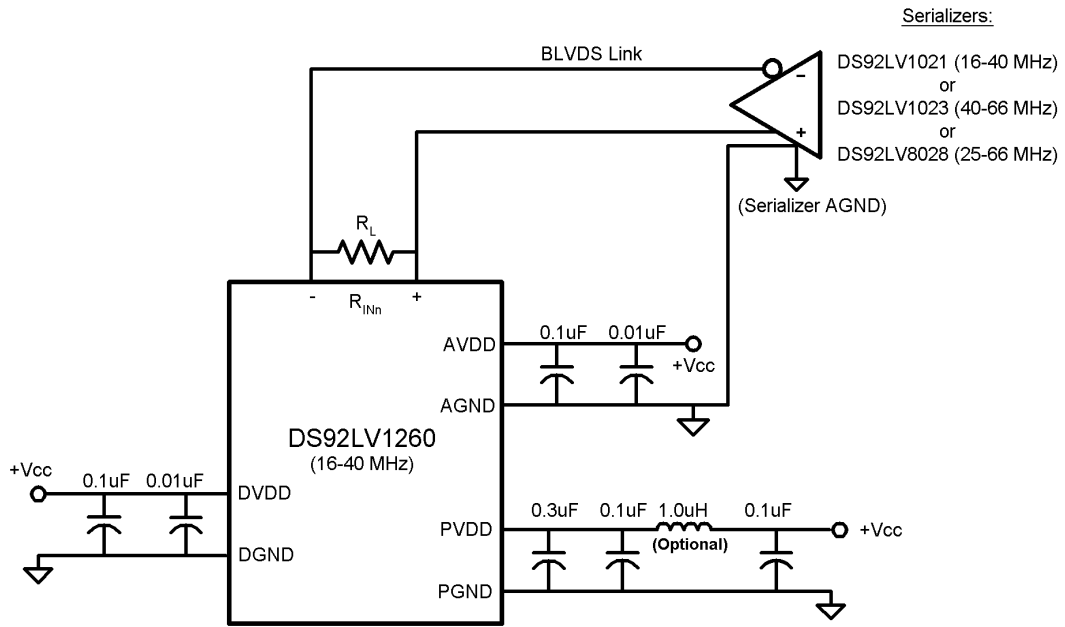 Serializers:
BLVDS Link
DS92LV1021 (16-40 MHz)
or
DS92LV1023 (40-66 MHz)
or
DS92LV8028 (25-66 MHz)
−
+
(Serializer AGND)
RL
- RINn +
AVDD 0.1uF 0.01uF
+Vcc
AGND
DS92LV1260
(16-40 MHz)
+Vcc
0.1uF 0.01uF
DVDD
DGND
0.3uF 0.1uF 1.0uH 0.1uF
PVDD
(Optional)
+Vcc
PGND